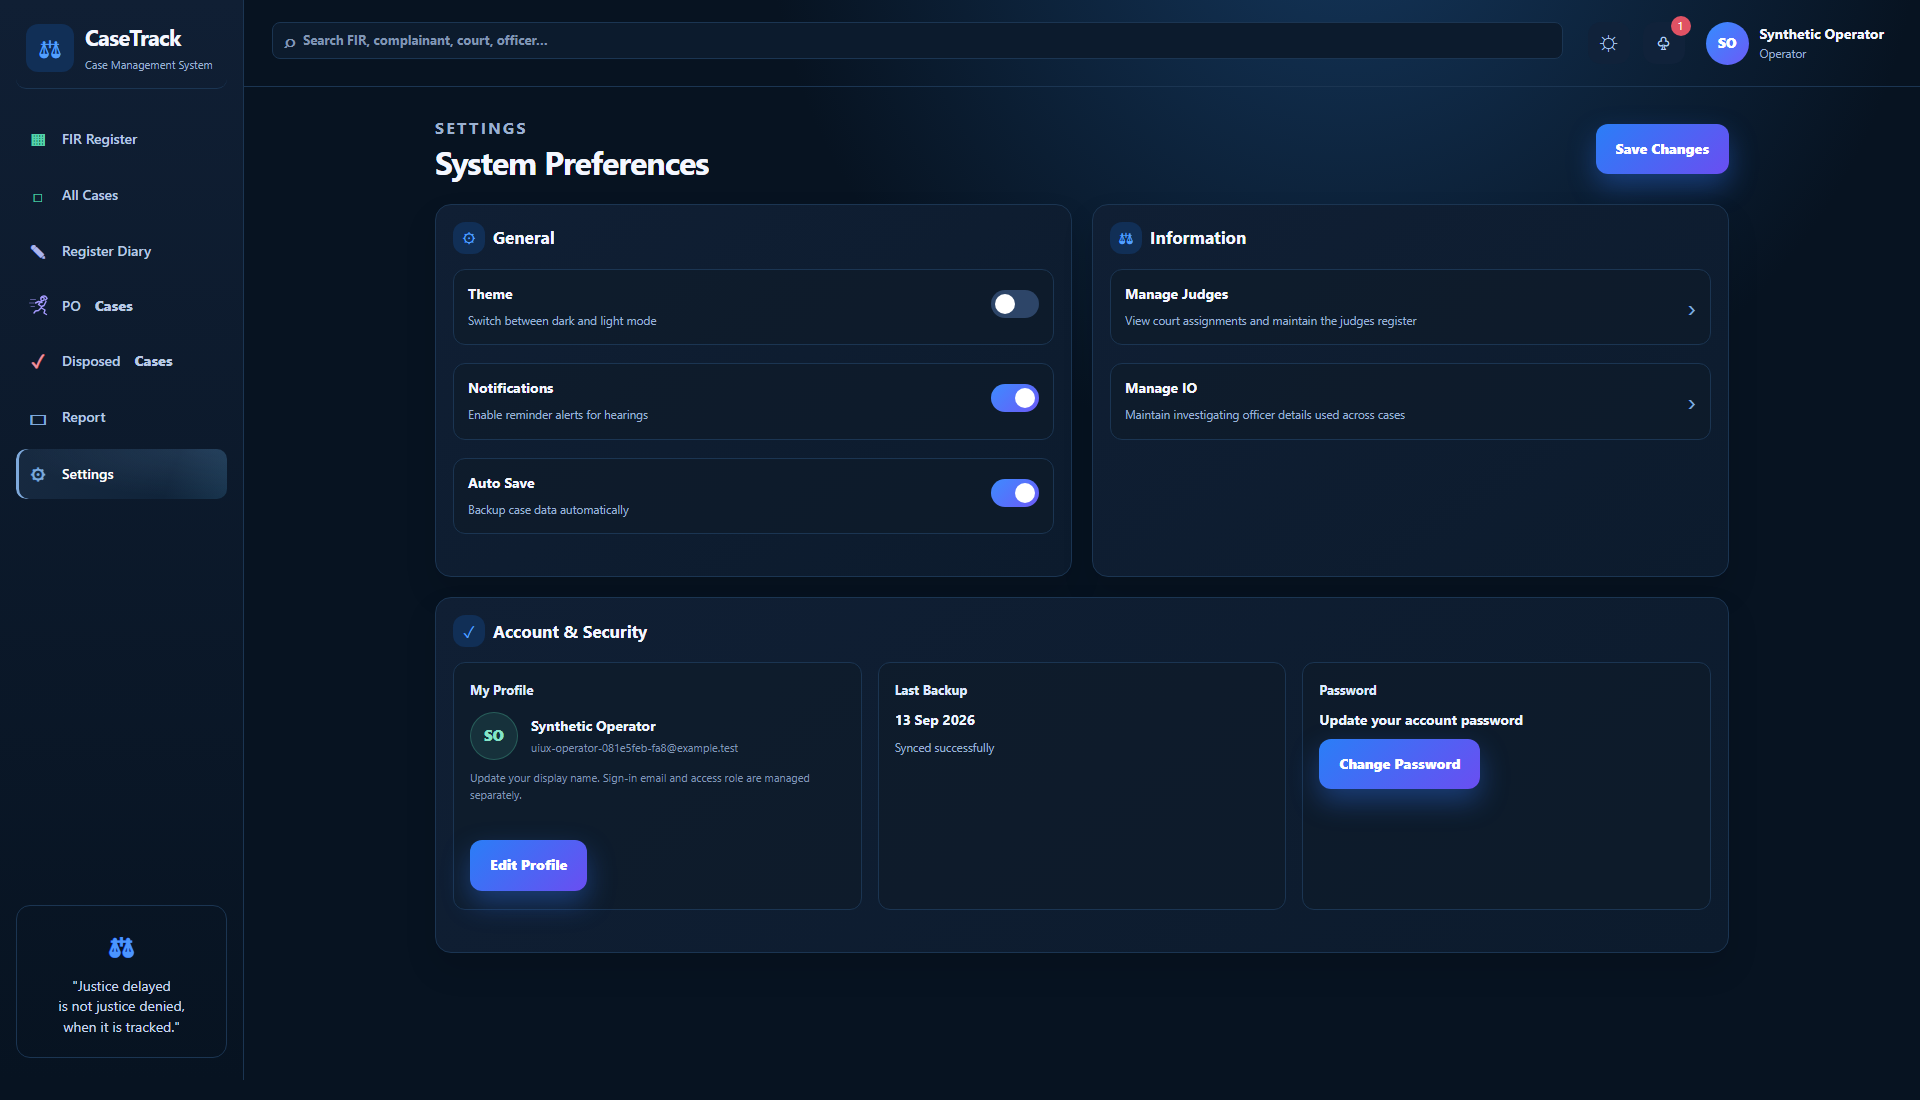 CaseTrack
Case Management System
Search FIR, complainant, court, officer...
1
SO
Synthetic Operator
Operator
FIR Register
All Cases
Register Diary
PO Cases
Disposed Cases
Report
Settings
"Justice delayed
is not justice denied,
when it is tracked."
SETTINGS
System Preferences
Save Changes
General
Theme
Switch between dark and light mode
Notifications
Enable reminder alerts for hearings
Auto Save
Backup case data automatically
Information
Manage Judges
View court assignments and maintain the judges register
Manage IO
Maintain investigating officer details used across cases
Account & Security
My Profile
SO
Synthetic Operator
uiux-operator-081e5feb-fa8@example.test
Update your display name. Sign-in email and access role are managed
separately.
Edit Profile
Last Backup
13 Sep 2026
Synced successfully
Password
Update your account password
Change Password